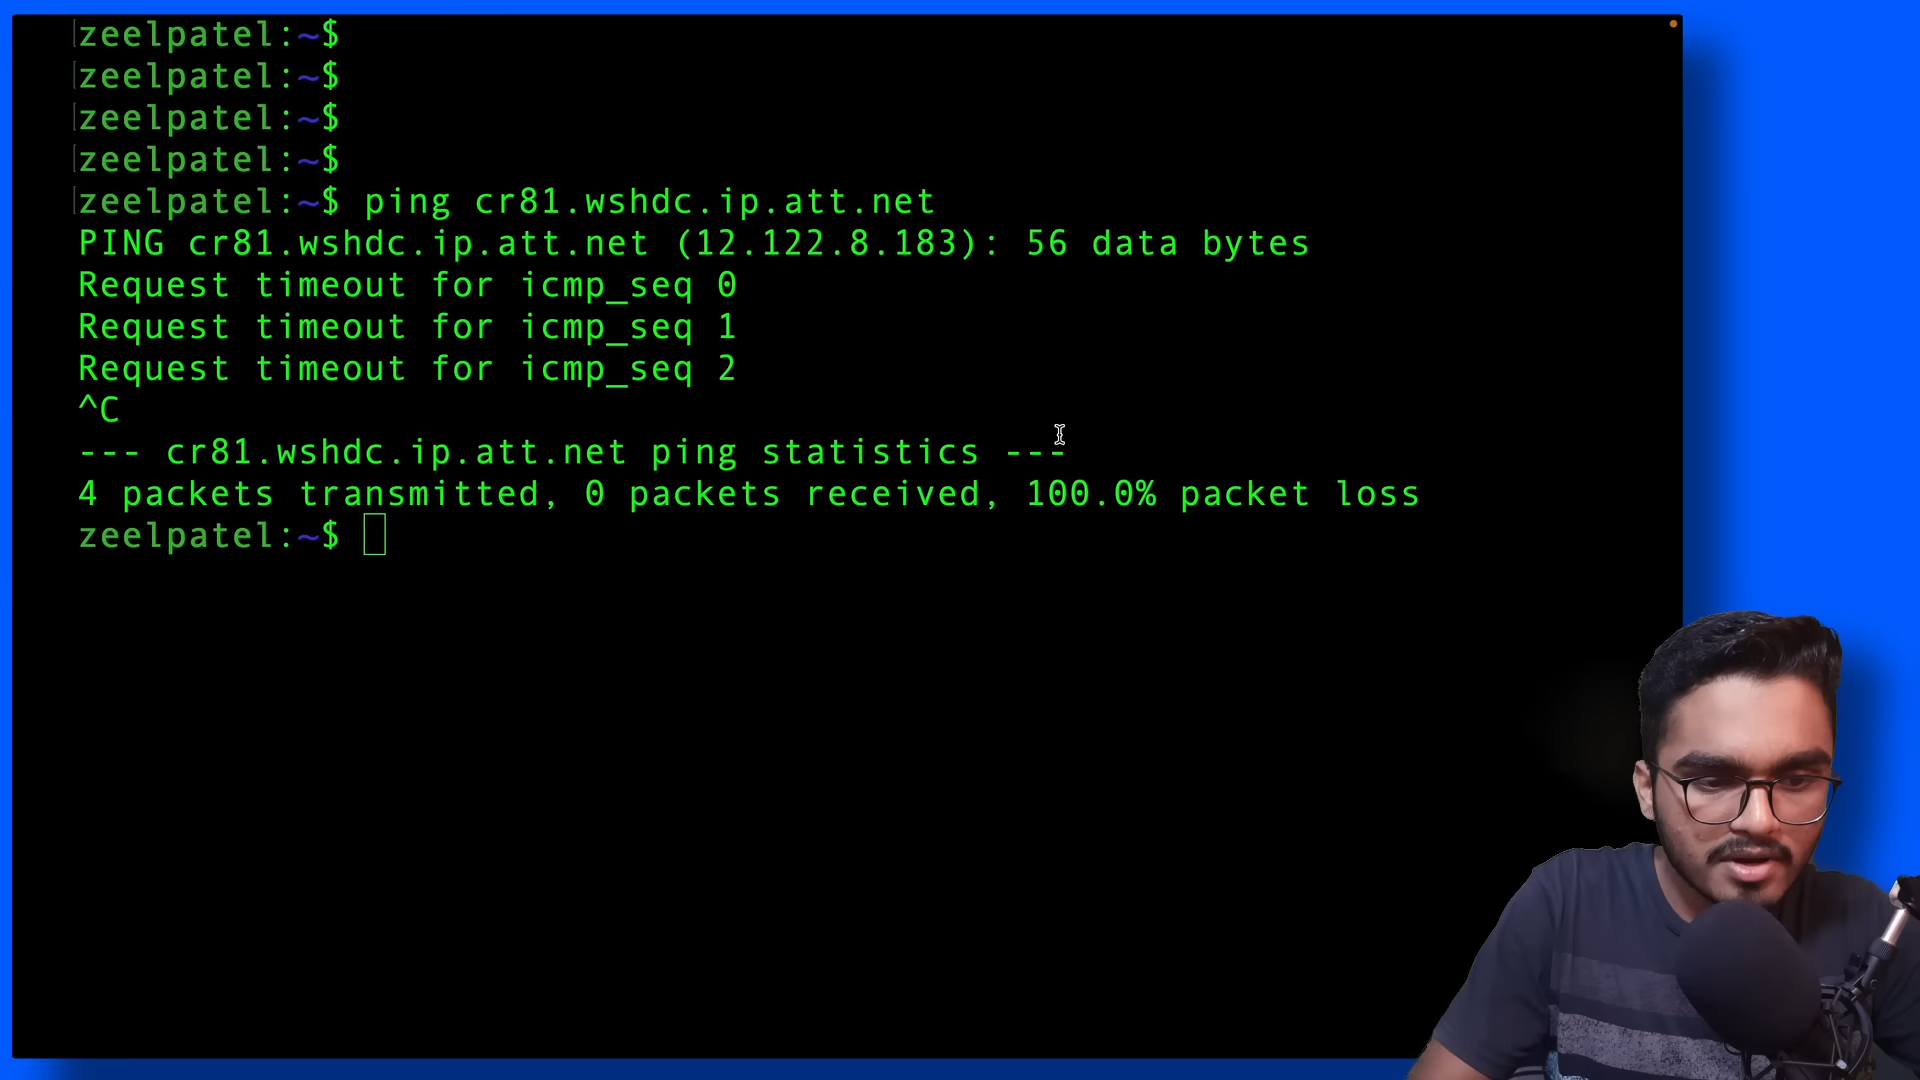 zeelpatel:~$
zeelpatel:~$
zeelpatel:~$
zeelpatel:~$
zeelpatel:~$ ping cr81.wshdc.ip.att.net
PING cr81.wshdc.ip.att.net (12.122.8.183): 56 data bytes
Request timeout for icmp_seq 0
Request timeout for icmp_seq 1
Request timeout for icmp_seq 2
^C
--- cr81.wshdc.ip.att.net ping statistics ---
4 packets transmitted, 0 packets received, 100.0% packet loss
zeelpatel:~$